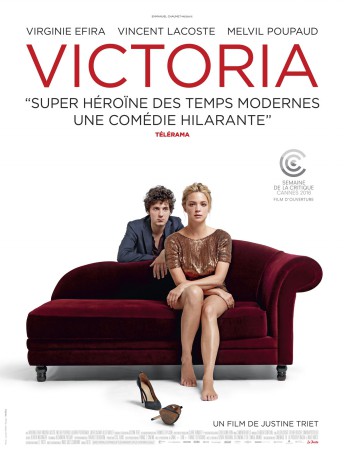 VIRGINIE EFIRA VINCENT LACOSTE MELVIL POUPAUD
VICTORIA
“SUPER HÉROÏNE DES TEMPS MODERNES
UNE COMÉDIE HILARANTE”
TÉLÉRAMA
SEMAINE
DE LA CRITIQUE
CANNES 2016
FILM D'OUVERTURE
UN FILM DE JUSTINE TRIET